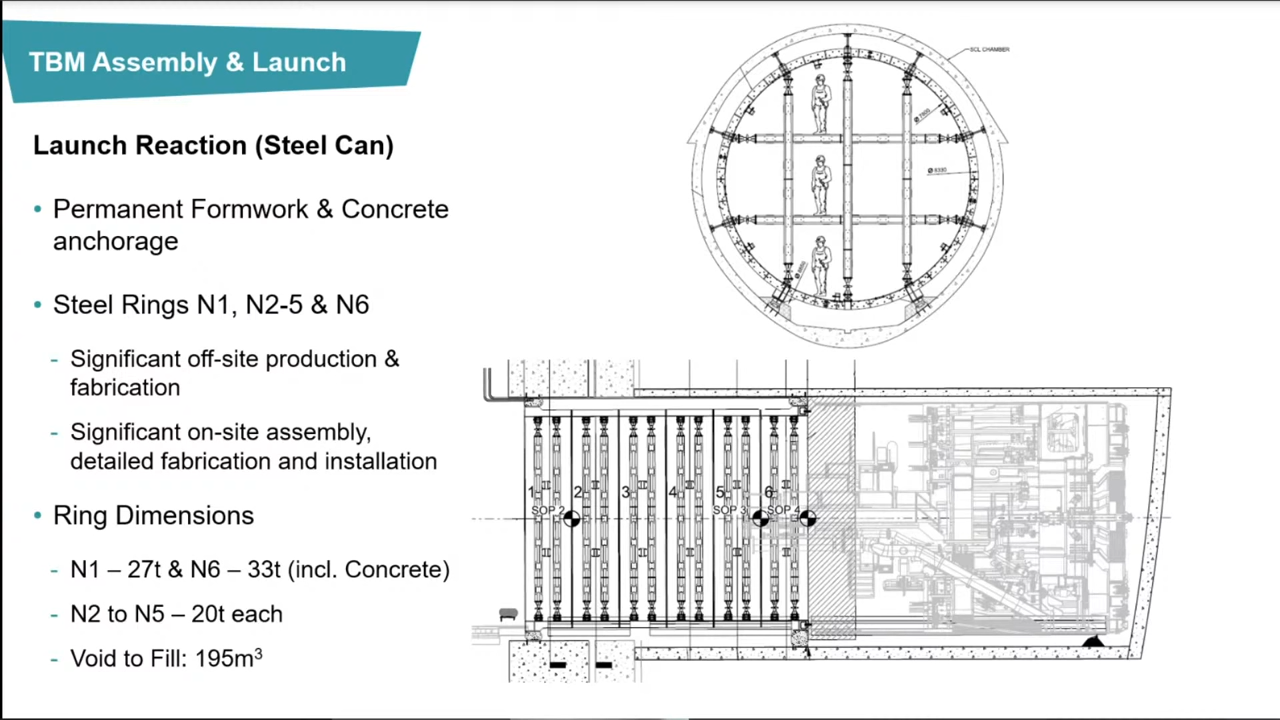 TBM Assembly & Launch
Launch Reaction (Steel Can)
• Permanent Formwork & Concrete
anchorage
• Steel Rings N1, N2-5 & N6
- Significant off-site production &
fabrication
- Significant on-site assembly,
detailed fabrication and installation
• Ring Dimensions
- N1 – 27t & N6 – 33t (incl. Concrete)
- N2 to N5 – 20t each
- Void to Fill: 195m³
SCL CHAMBER
1 2 3 4 5 6
SOP 2 SOP 3 SOP 4